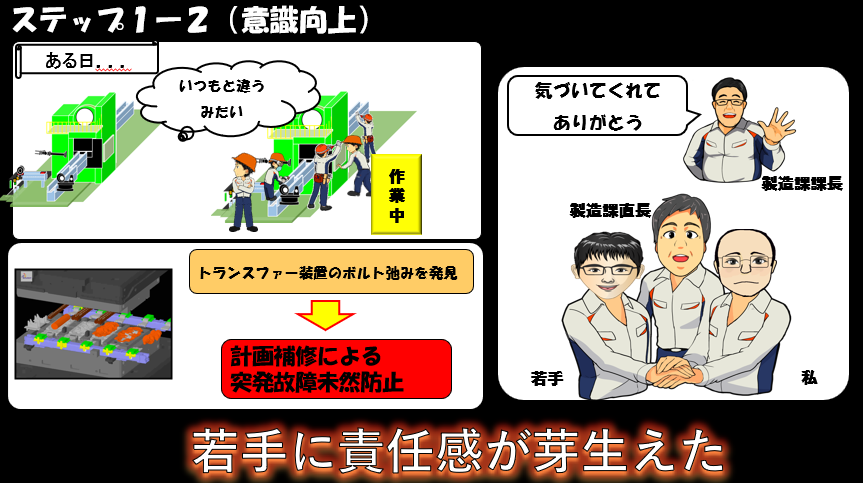 ステップ1－2（意識向上）
ある日．．．．
いつもと違う
みたい
作業中
トランスファー装置のボルト弛みを発見
計画補修による
突発故障未然防止
気づいてくれて
ありがとう
製造課課長
製造課直長
若手
私
若手に責任感が芽生えた